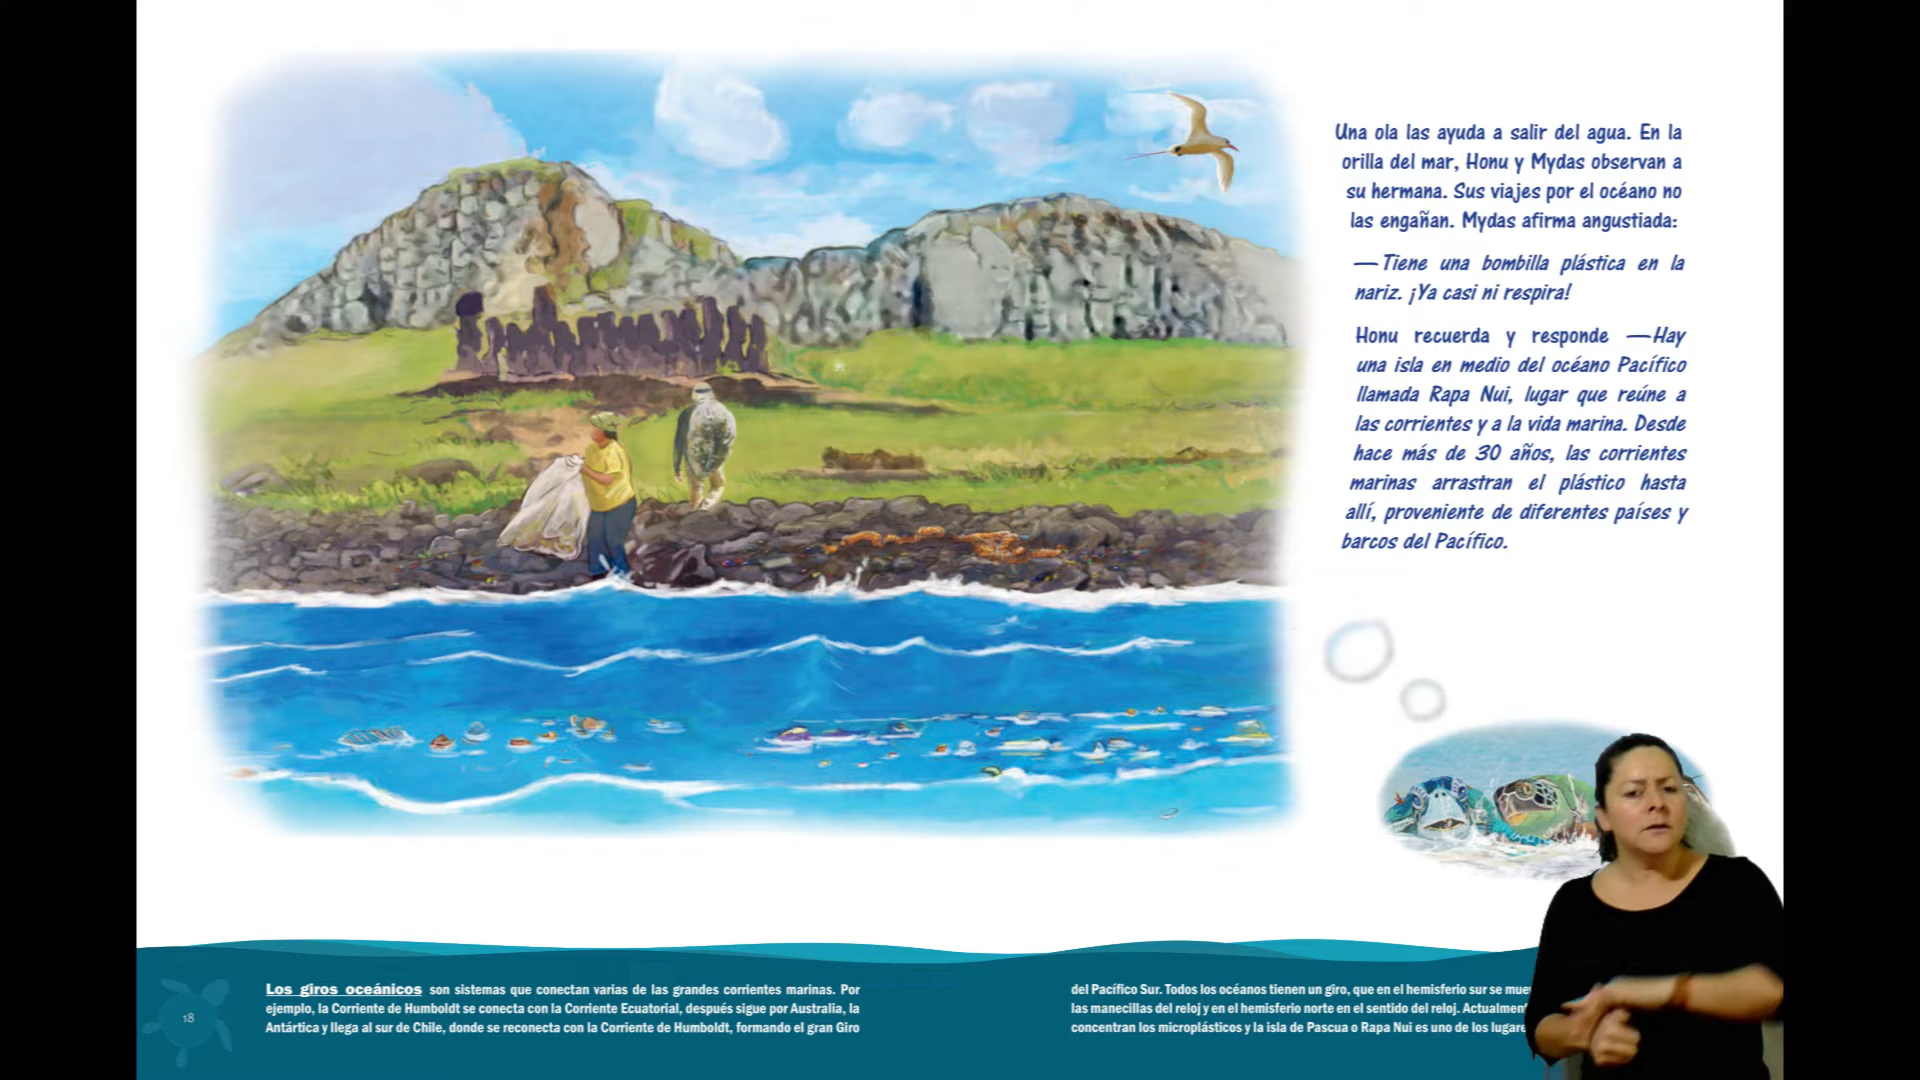 Una ola las ayuda a salir del agua. En la
orilla del mar, Honu y Mydas observan a
su hermana. Sus viajes por el océano no
las engañan. Mydas afirma angustiada:
—Tiene una bombilla plástica en la
nariz. ¡Ya casi ni respira!
Honu recuerda y responde —Hay
una isla en medio del océano Pacífico
llamada Rapa Nui, lugar que reúne a
las corrientes y a la vida marina. Desde
hace más de 30 años, las corrientes
marinas arrastran el plástico hasta
allí, proveniente de diferentes países y
barcos del Pacífico.
18
Los giros oceánicos son sistemas que conectan varias de las grandes corrientes marinas. Por
ejemplo, la Corriente de Humboldt se conecta con la Corriente Ecuatorial, después sigue por Australia, la
Antártica y llega al sur de Chile, donde se reconecta con la Corriente de Humboldt, formando el gran Giro
del Pacífico Sur. Todos los océanos tienen un giro, que en el hemisferio sur se
las manecillas del reloj y en el hemisferio norte en el sentido del reloj.
concentran los microplásticos y la isla de Pascua o Rapa Nui es uno de los